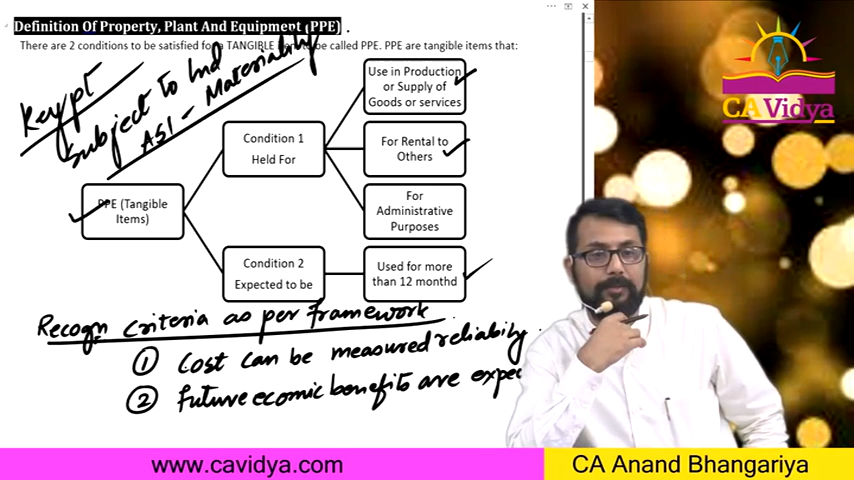 Definition Of Property, Plant And Equipment (PPE) .
There are 2 conditions to be satisfied for a TANGIBLE to be called PPE. PPE are tangible items that:
Key pt
Subject to Ind
AS1 - Materiality
PPE (Tangible
Items)
Condition 1
Held For
Use in Production
or Supply of
Goods or services
For Rental to
Others
For
Administrative
Purposes
Condition 2
Expected to be
Used for more
than 12 monthd
Recogn criteria as per framework
① Cost can be measured reliability.
② Future ecomic benefits are expec
CA Vidya
www.cavidya.com
CA Anand Bhangariya